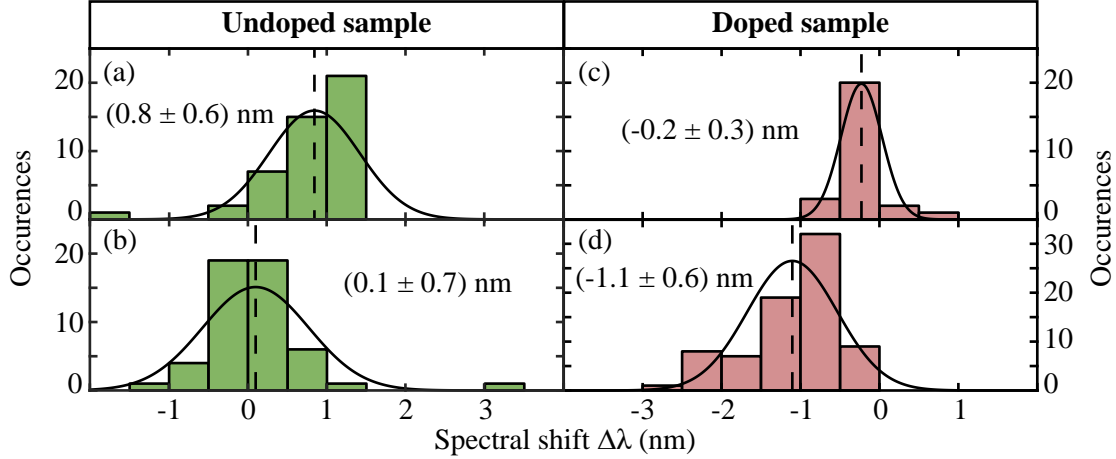 Undoped sample
Doped sample
(a)
(0.8 ± 0.6) nm
20
10
0
(c)
(-0.2 ± 0.3) nm
20
10
0
(b)
(0.1 ± 0.7) nm
20
10
0
(d)
(-1.1 ± 0.6) nm
30
20
10
0
Occurences
Occurences
Occurences
Occurences
-1 0 1 2 3
-3 -1 0 1
Spectral shift Δλ (nm)